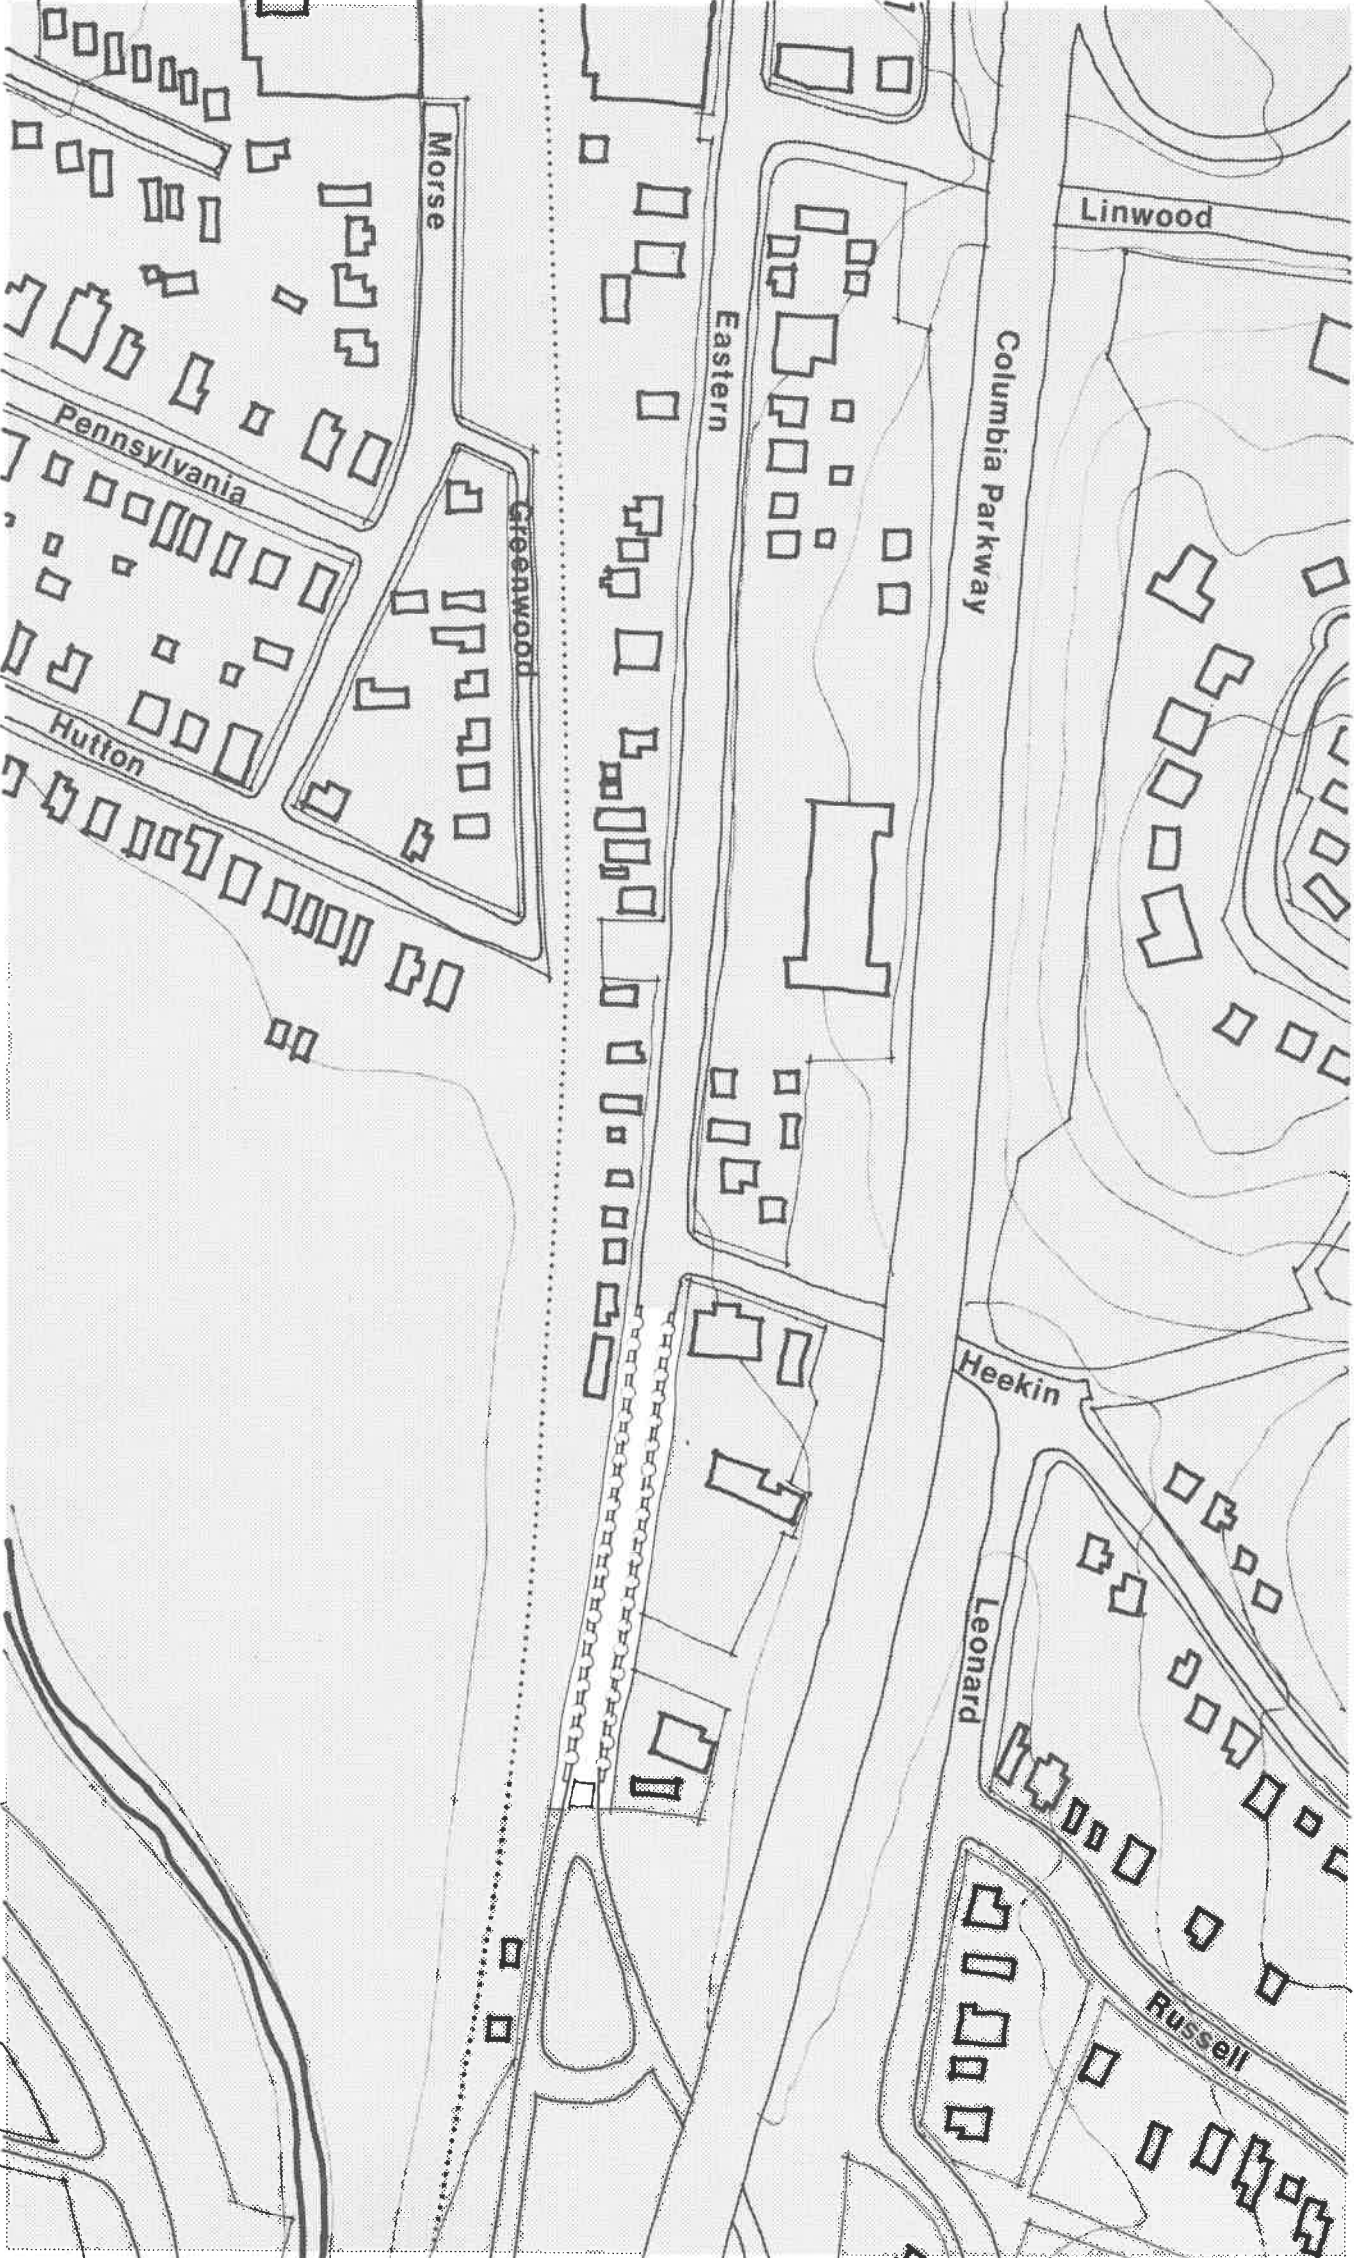 Morse
Linwood
Eastern
Columbia Parkway
Pennsylvania
Greenwood
Hutton
Heekin
Leonard
Russell